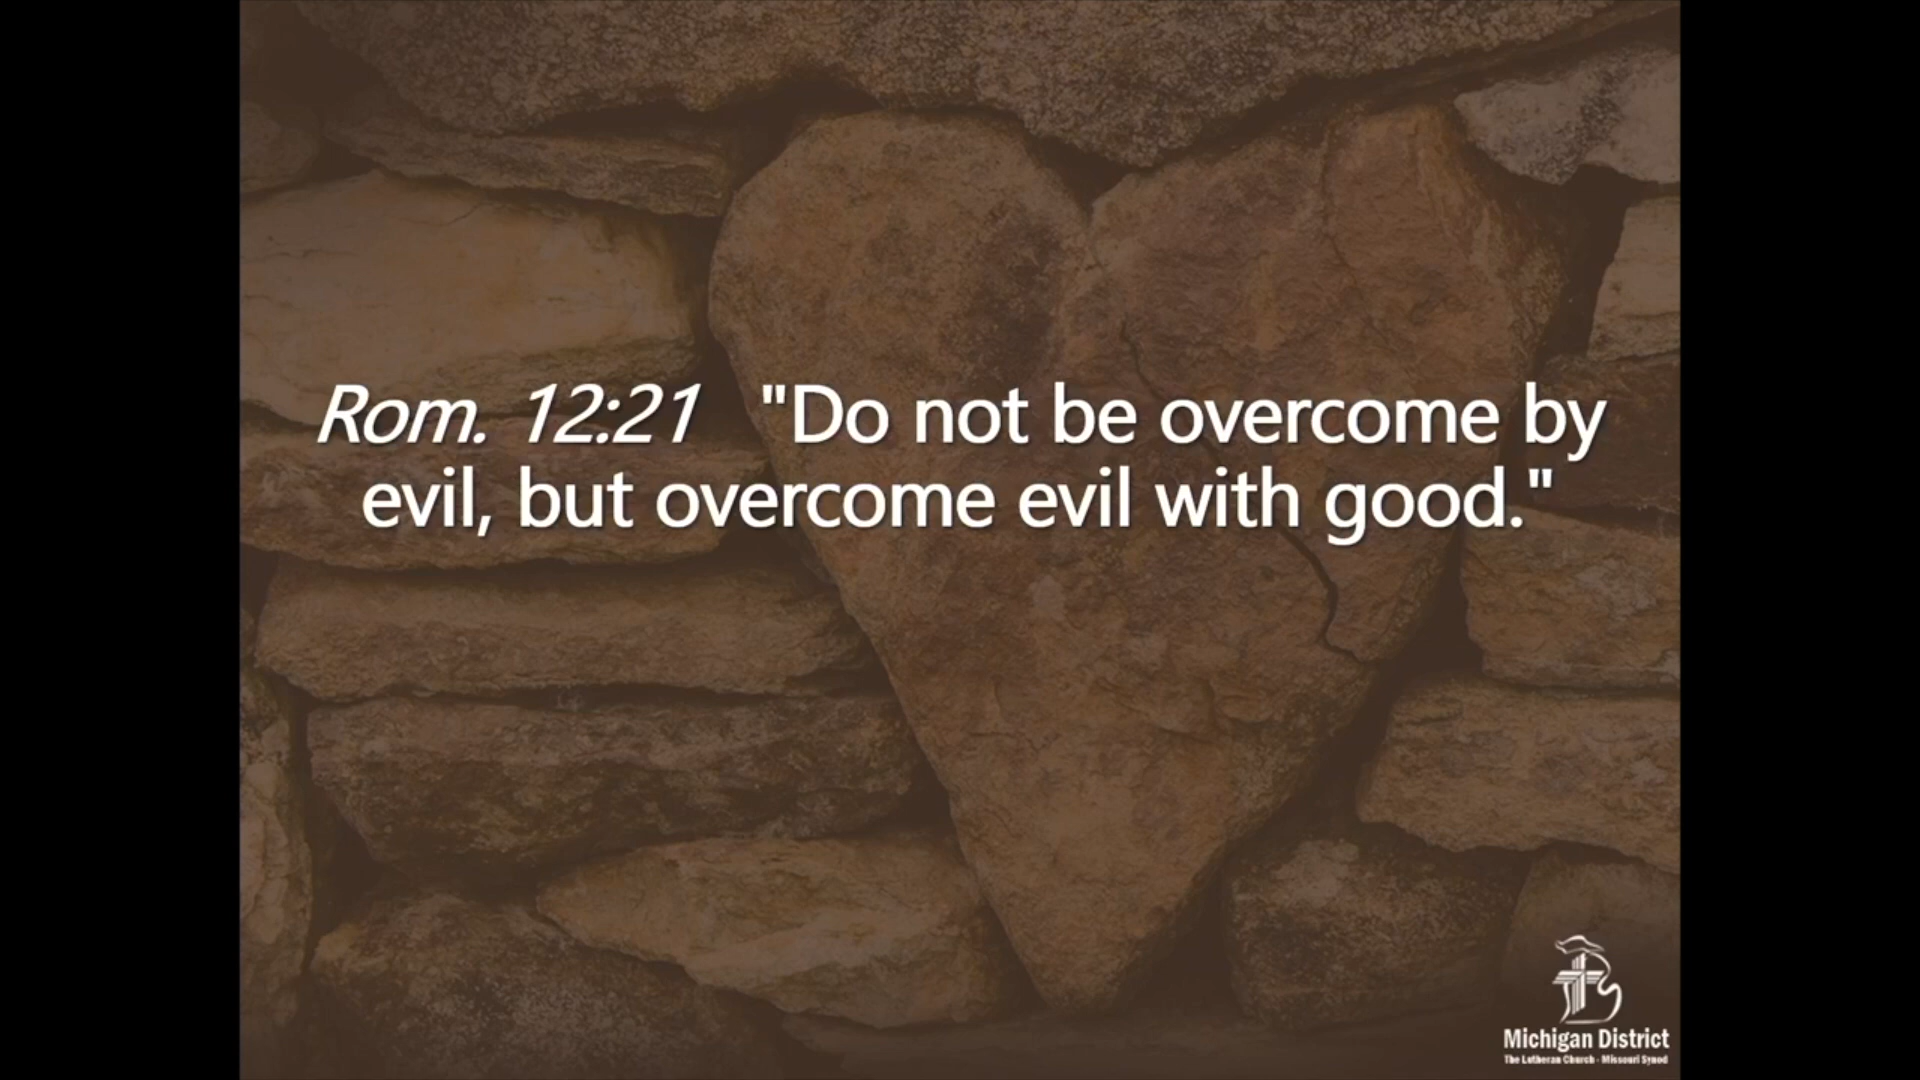 Rom. 12:21 "Do not be overcome by
evil, but overcome evil with good."
Michigan District
The Lutheran Church - Missouri Synod